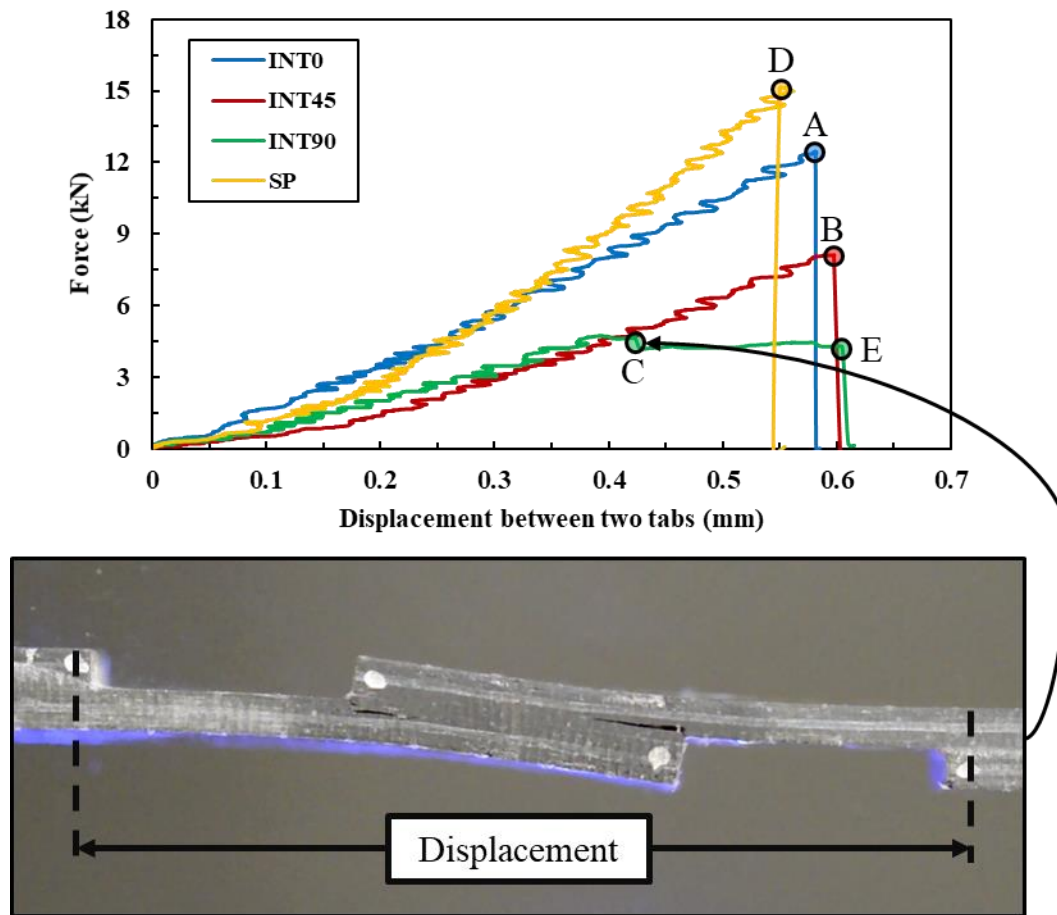 18
15
12
9
6
3
0
Force (kN)
INT0
INT45
INT90
SP
D
A
B
C
E
0 0.1 0.2 0.3 0.4 0.5 0.6 0.7
Displacement between two tabs (mm)
Displacement